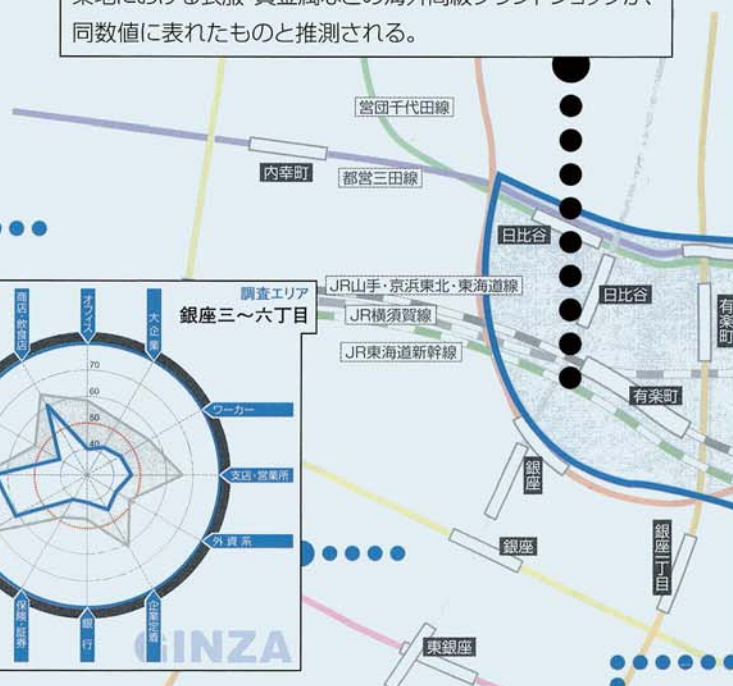 同数値に表れたものと推測される。
営団千代田線
内幸町
都営三田線
日比谷
日比谷
有楽町
JR山手・京浜東北・東海道線
JR横須賀線
JR東海道新幹線
有楽町
銀座
銀座
銀座一丁目
東銀座
調査エリア
銀座三〜六丁目
商店・飲食店
オフィス
大企業
ワーカー
支店・営業所
外資系
企業定着
銀行
保険・証券
70
60
50
40
GINZA